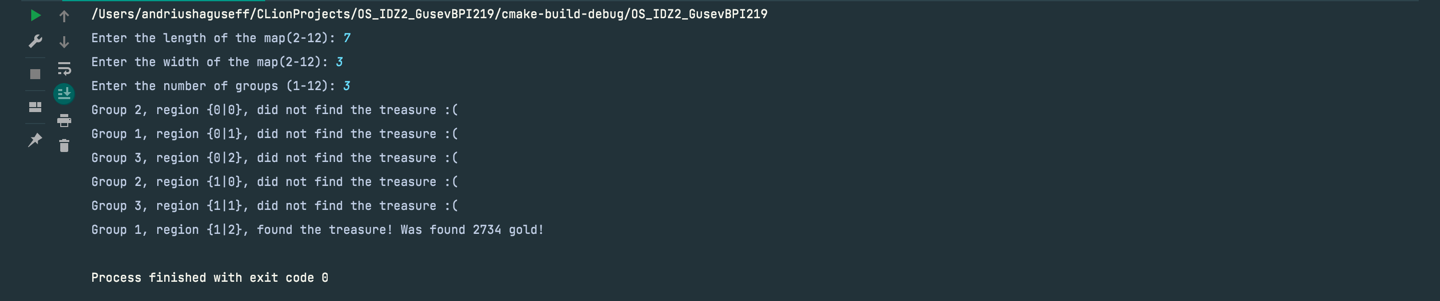 /Users/andriushaguseff/CLionProjects/OS_IDZ2_GusevBPI219/cmake-build-debug/OS_IDZ2_GusevBPI219
Enter the length of the map(2-12): 7
Enter the width of the map(2-12): 3
Enter the number of groups (1-12): 3
Group 2, region {0|0}, did not find the treasure :(
Group 1, region {0|1}, did not find the treasure :(
Group 3, region {0|2}, did not find the treasure :(
Group 2, region {1|0}, did not find the treasure :(
Group 3, region {1|1}, did not find the treasure :(
Group 1, region {1|2}, found the treasure! Was found 2734 gold!
Process finished with exit code 0